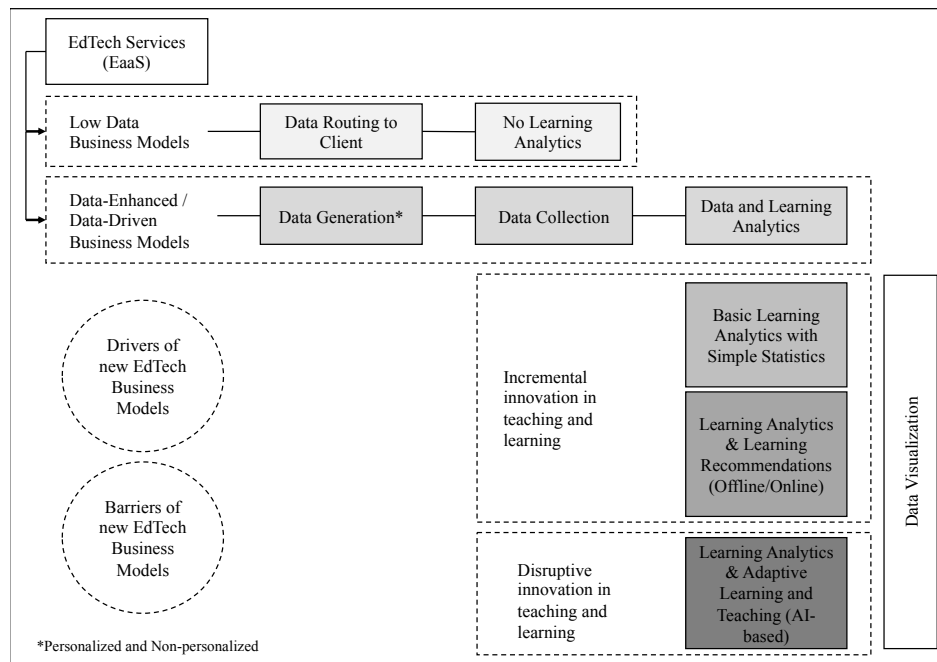 EdTech Services
(EaaS)
Low Data
Business Models
Data Routing to
Client
No Learning
Analytics
Data-Enhanced /
Data-Driven
Business Models
Data Generation*
Data Collection
Data and Learning
Analytics
Drivers of
new EdTech
Business
Models
Barriers of
new EdTech
Business
Models
Incremental
innovation in
teaching and
learning
Basic Learning
Analytics with
Simple Statistics
Learning Analytics
& Learning
Recommendations
(Offline/Online)
Disruptive
innovation in
teaching and
learning
Learning Analytics
& Adaptive
Learning and
Teaching (AI-
based)
Data Visualization
*Personalized and Non-personalized